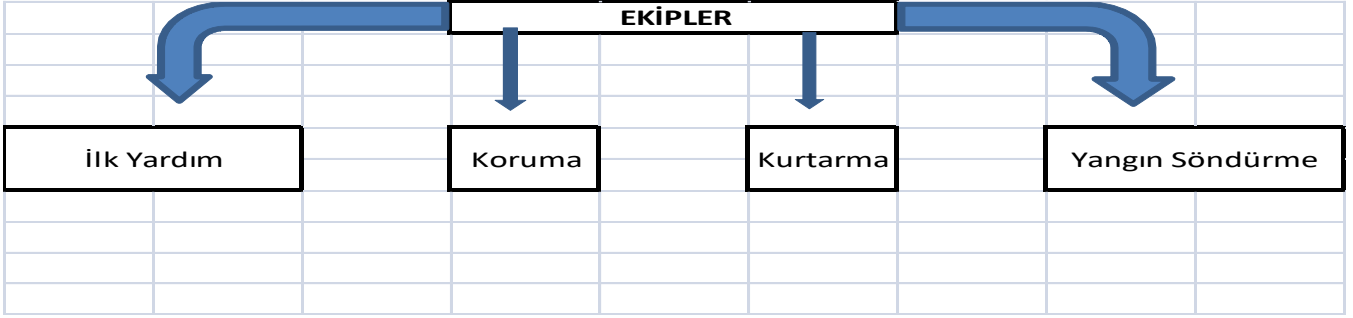 EKİPLER
İlk Yardım
Koruma
Kurtarma
Yangın Söndürme